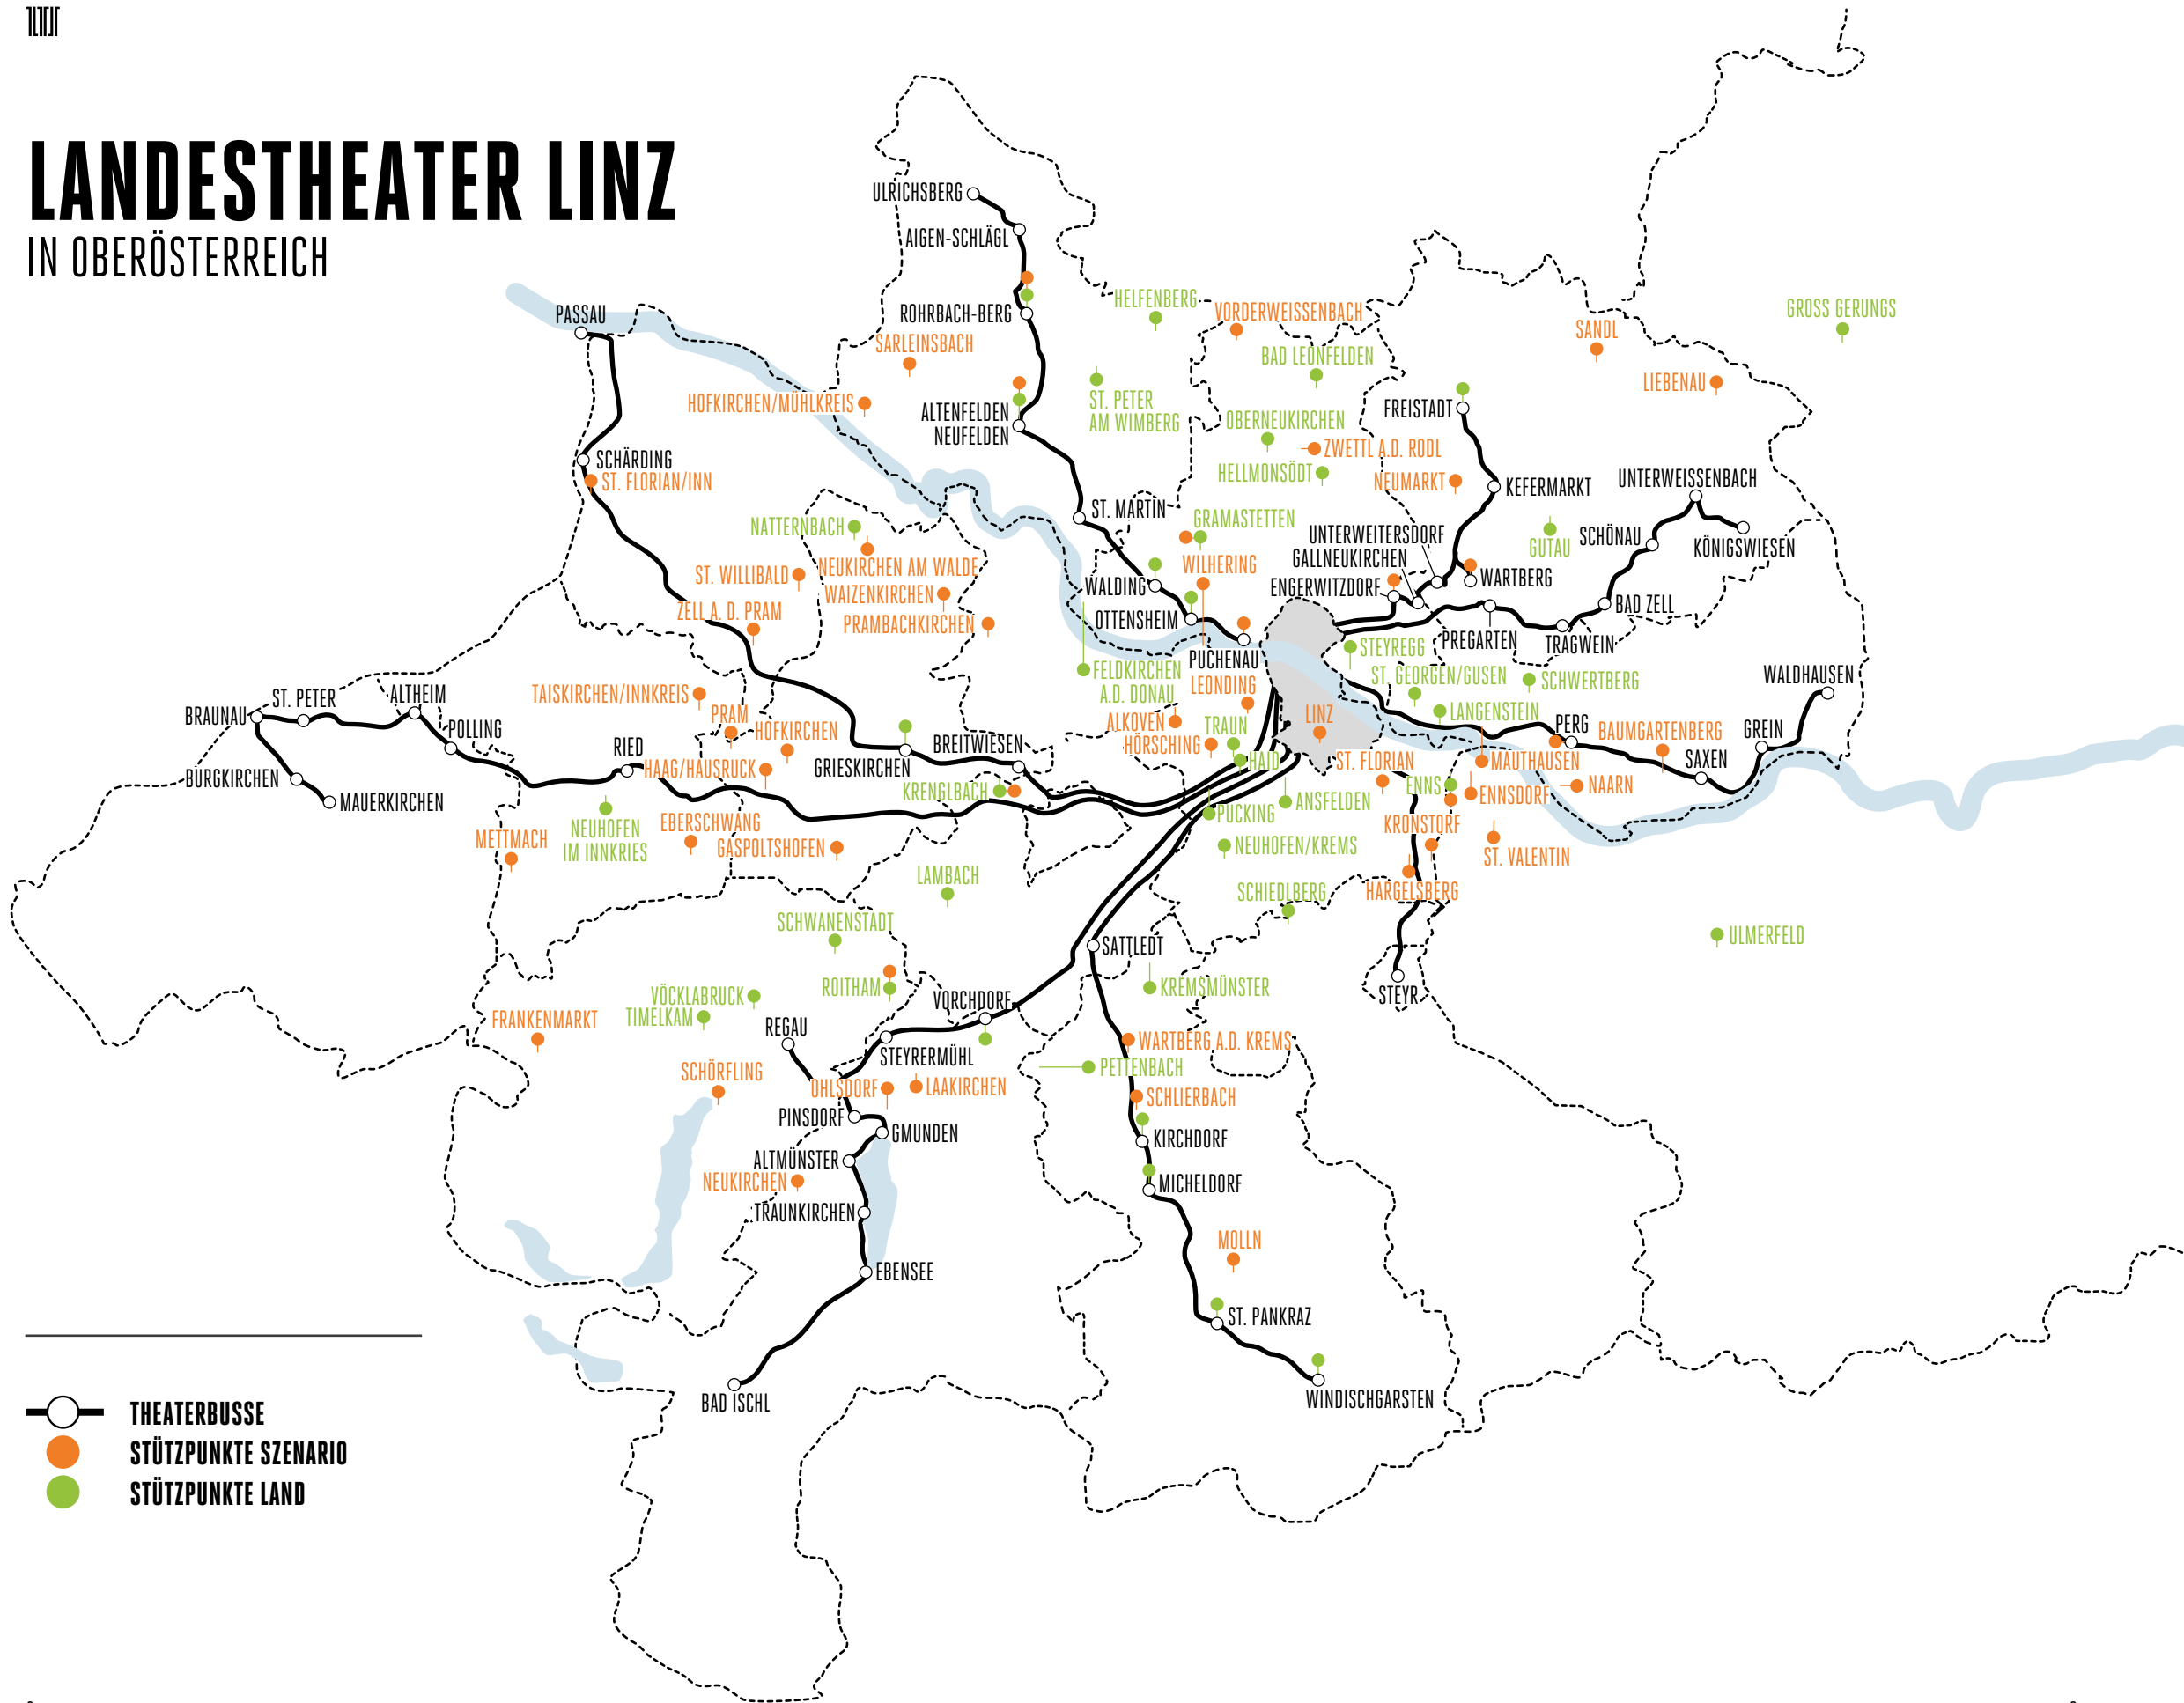 LANDESTHEATER LINZ
IN OBERÖSTERREICH
ULRICHSBERG
AIGEN-SCHLÄGL
ROHRBACH-BERG
HELFENBERG
VORDERWEISSENBACH
GROSS GERUNGS
PASSAU
SARLEINSBACH
SANDL
BAD LEONFELDEN
LIEBENAU
HOFKIRCHEN/MÜHLKREIS
ALTENFELDEN
NEUFELDEN
ST. PETER
AM WIMBERG
FREISTADT
OBERNEUKIRCHEN
ZWETTL A.D. RODL
SCHÄRDING
ST. FLORIAN/INN
HELLMONSÖDT
NEUMARKT
KEFERMARKT
UNTERWEISSENBACH
ST. MARTIN
GRAMASTETTEN
NATTERNBACH
UNTERWEITERSDORF
GUTAU
SCHÖNAU
KÖNIGSWIESEN
GALLNEUKIRCHEN
NEUKIRCHEN AM WALDE
ST. WILLIBALD
WILHERING
WALDING
ENGERWITZDORF
WARTBERG
WAIZENKIRCHEN
ZELL A. D. PRAM
PRAMBACHKIRCHEN
OTTENSHEIM
BAD ZELL
PREGARTEN
TRAGWEIN
PUCHENAU
STEYREGG
FELDKIRCHEN
A.D. DONAU
ST. GEORGEN/GUSEN
SCHWERTBERG
WALDHAUSEN
LEONDING
TAISKIRCHEN/INNKREIS
ST. PETER
ALTHEIM
BRAUNAU
PRAM
ALKOVEN
TRAUN
LINZ
LANGENSTEIN
PERG
BAUMGARTENBERG
GREIN
POLLING
HOFKIRCHEN
RIED
BREITWIESEN
HÖRSCHING
HAID
ST. FLORIAN
MAUTHAUSEN
SAXEN
HAAG/HAUSRUCK
GRIESKIRCHEN
BURGKIRCHEN
KRENGLBACH
ENNS
ENNSDORF
NAARN
MAUERKIRCHEN
ANSFELDEN
PUCKING
NEUHOFEN
IM INNKRIES
EBERSCHWANG
KRONSTORF
METTMACH
GASPOLTSHOFEN
NEUHOFEN/KREMS
ST. VALENTIN
LAMBACH
SCHIEDLBERG
HARGELSBERG
SCHWANENSTADT
ULMERFELD
SATTLEDT
ROITHAM
KREMSMÜNSTER
VÖCKLABRUCK
VORCHDORF
STEYR
TIMELKAM
FRANKENMARKT
REGAU
WARTBERG A.D. KREMS
STEYRERMÜHL
PETTENBACH
SCHÖRFLING
OHLSDORF
LAAKIRCHEN
SCHLIERBACH
PINSDORF
GMUNDEN
KIRCHDORF
ALTMÜNSTER
NEUKIRCHEN
MICHELDORF
TRAUNKIRCHEN
MOLLN
EBENSEE
ST. PANKRAZ
BAD ISCHL
WINDISCHGARSTEN
THEATERBUSSE
STÜTZPUNKTE SZENARIO
STÜTZPUNKTE LAND